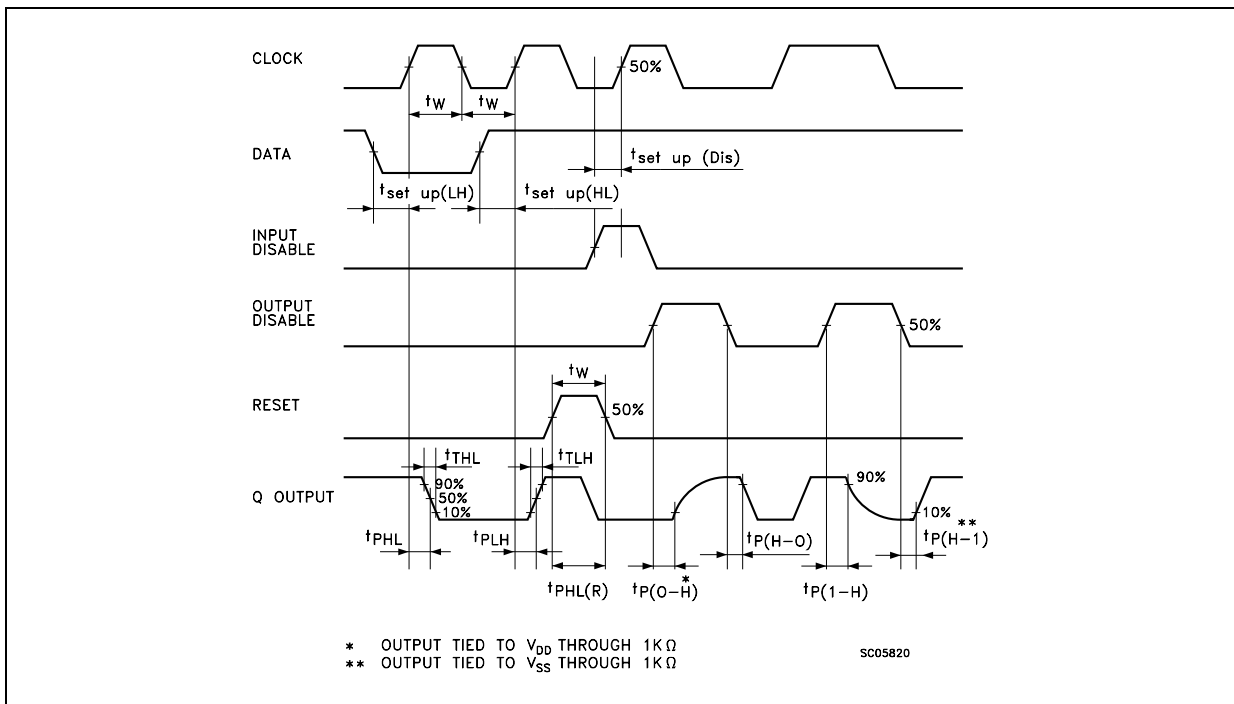 CLOCK
50%
tW
tW
DATA
tset up (Dis)
tset up(LH)
tset up(HL)
INPUT
DISABLE
OUTPUT
DISABLE
50%
tW
RESET
50%
tTHL
tTLH
Q OUTPUT
90%
50%
10%
90%
10%
tPHL
tPLH
tP(H-0)
tP(H-1)**
tPHL(R)
tP(0-H)*
tP(1-H)
* OUTPUT TIED TO VDD THROUGH 1KΩ
** OUTPUT TIED TO VSS THROUGH 1KΩ
SC05820